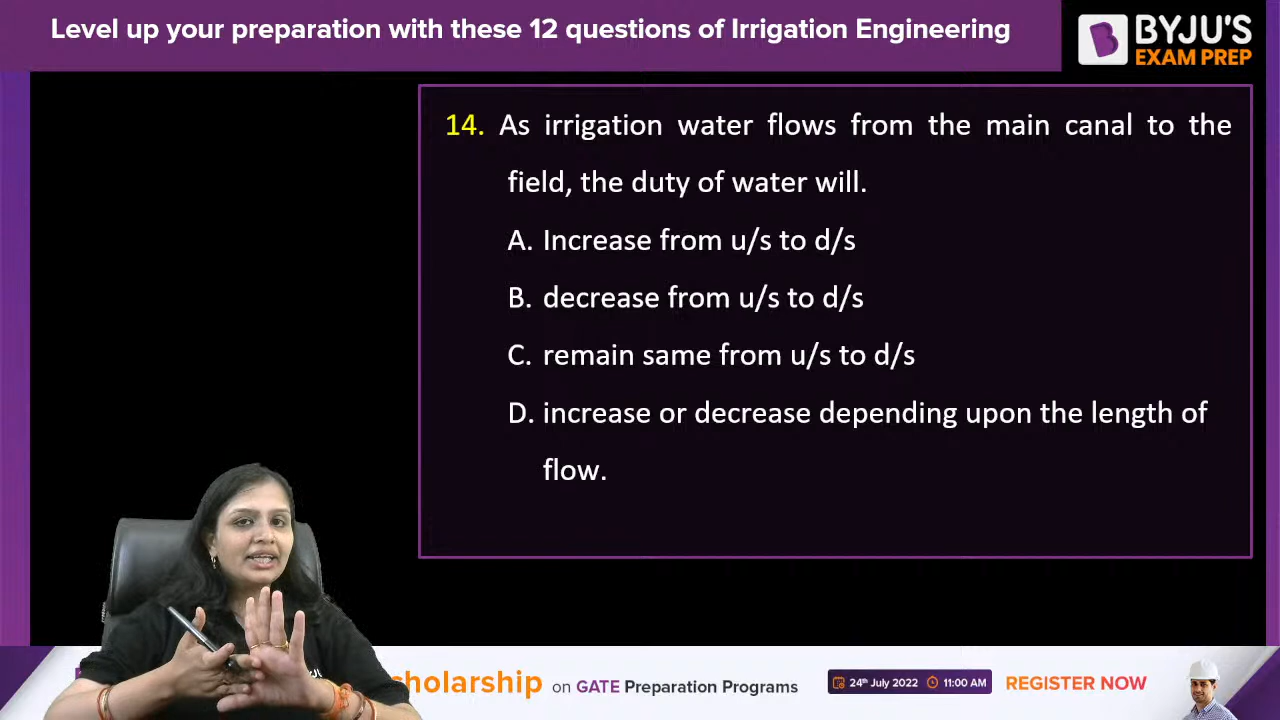 Level up your preparation with these 12 questions of Irrigation Engineering
BYJU'S
EXAM PREP
14. As irrigation water flows from the main canal to the
field, the duty of water will.
A. Increase from u/s to d/s
B. decrease from u/s to d/s
C. remain same from u/s to d/s
D. increase or decrease depending upon the length of
flow.
cholarship on GATE Preparation Programs
24th July 2022 11:00 AM
REGISTER NOW